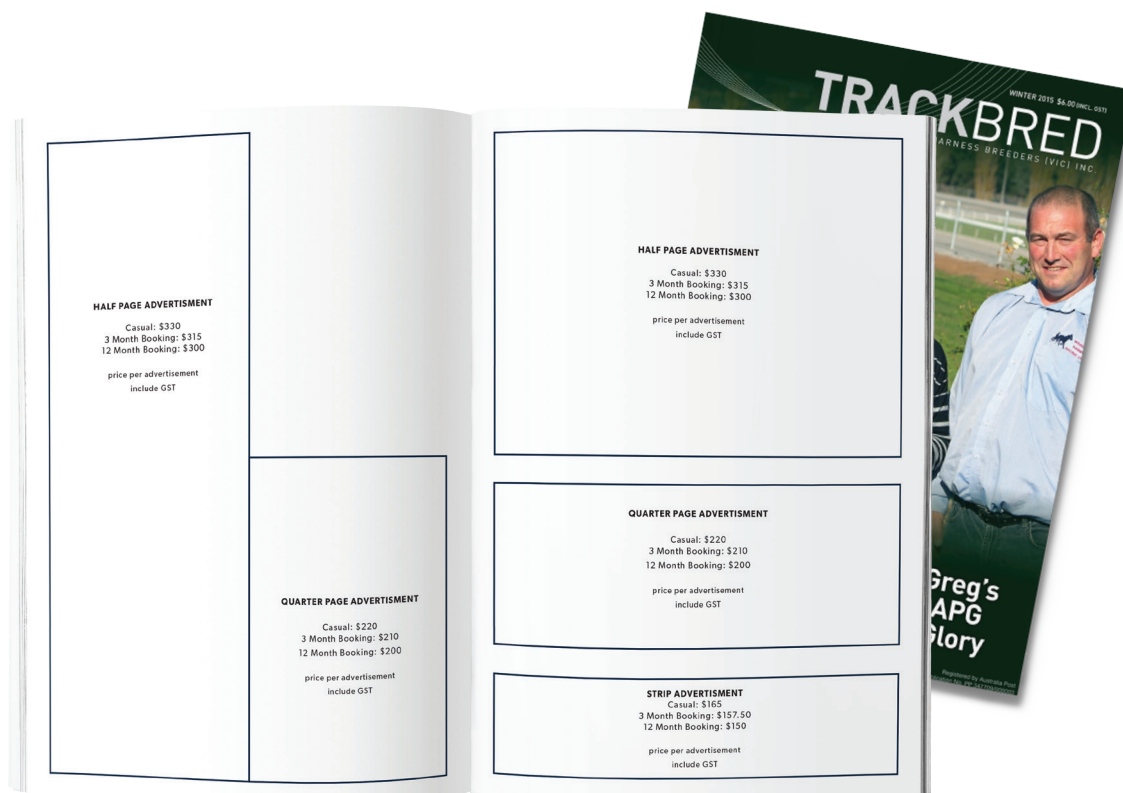 HALF PAGE ADVERTISMENT
Casual: $330
3 Month Booking: $315
12 Month Booking: $300
price per advertisement
include GST
QUARTER PAGE ADVERTISMENT
Casual: $220
3 Month Booking: $210
12 Month Booking: $200
price per advertisement
include GST
HALF PAGE ADVERTISMENT
Casual: $330
3 Month Booking: $315
12 Month Booking: $300
price per advertisement
include GST
QUARTER PAGE ADVERTISMENT
Casual: $220
3 Month Booking: $210
12 Month Booking: $200
price per advertisement
include GST
STRIP ADVERTISMENT
Casual: $165
3 Month Booking: $157.50
12 Month Booking: $150
price per advertisement
include GST
WINTER 2015 $6.00 (INCL. GST)
TRACKBRED
ARNESS BREEDERS (VIC) INC.
Greg's
APG
Glory
Registered by Australia Post